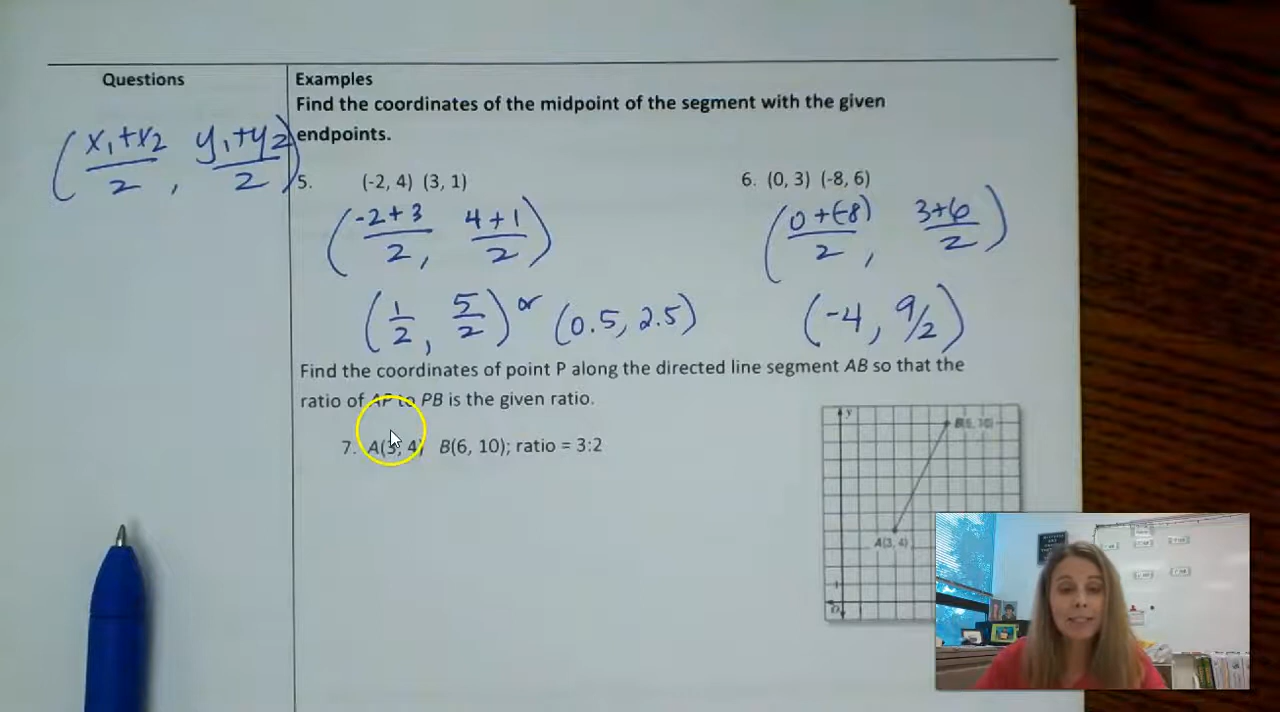 Questions
Examples
Find the coordinates of the midpoint of the segment with the given
endpoints.
(x₁+x₂/2, y₁+y₂/2)
5. (-2, 4) (3, 1)
6. (0, 3) (-8, 6)
(-2+3/2, 4+1/2)
(0+(-8)/2, 3+6/2)
(1/2, 5/2) or (0.5, 2.5)
(-4, 9/2)
Find the coordinates of point P along the directed line segment AB so that the
ratio of AP to PB is the given ratio.
7. A(3, 4) B(6, 10); ratio = 3:2
y
B(6, 10)
A(3, 4)
1
O